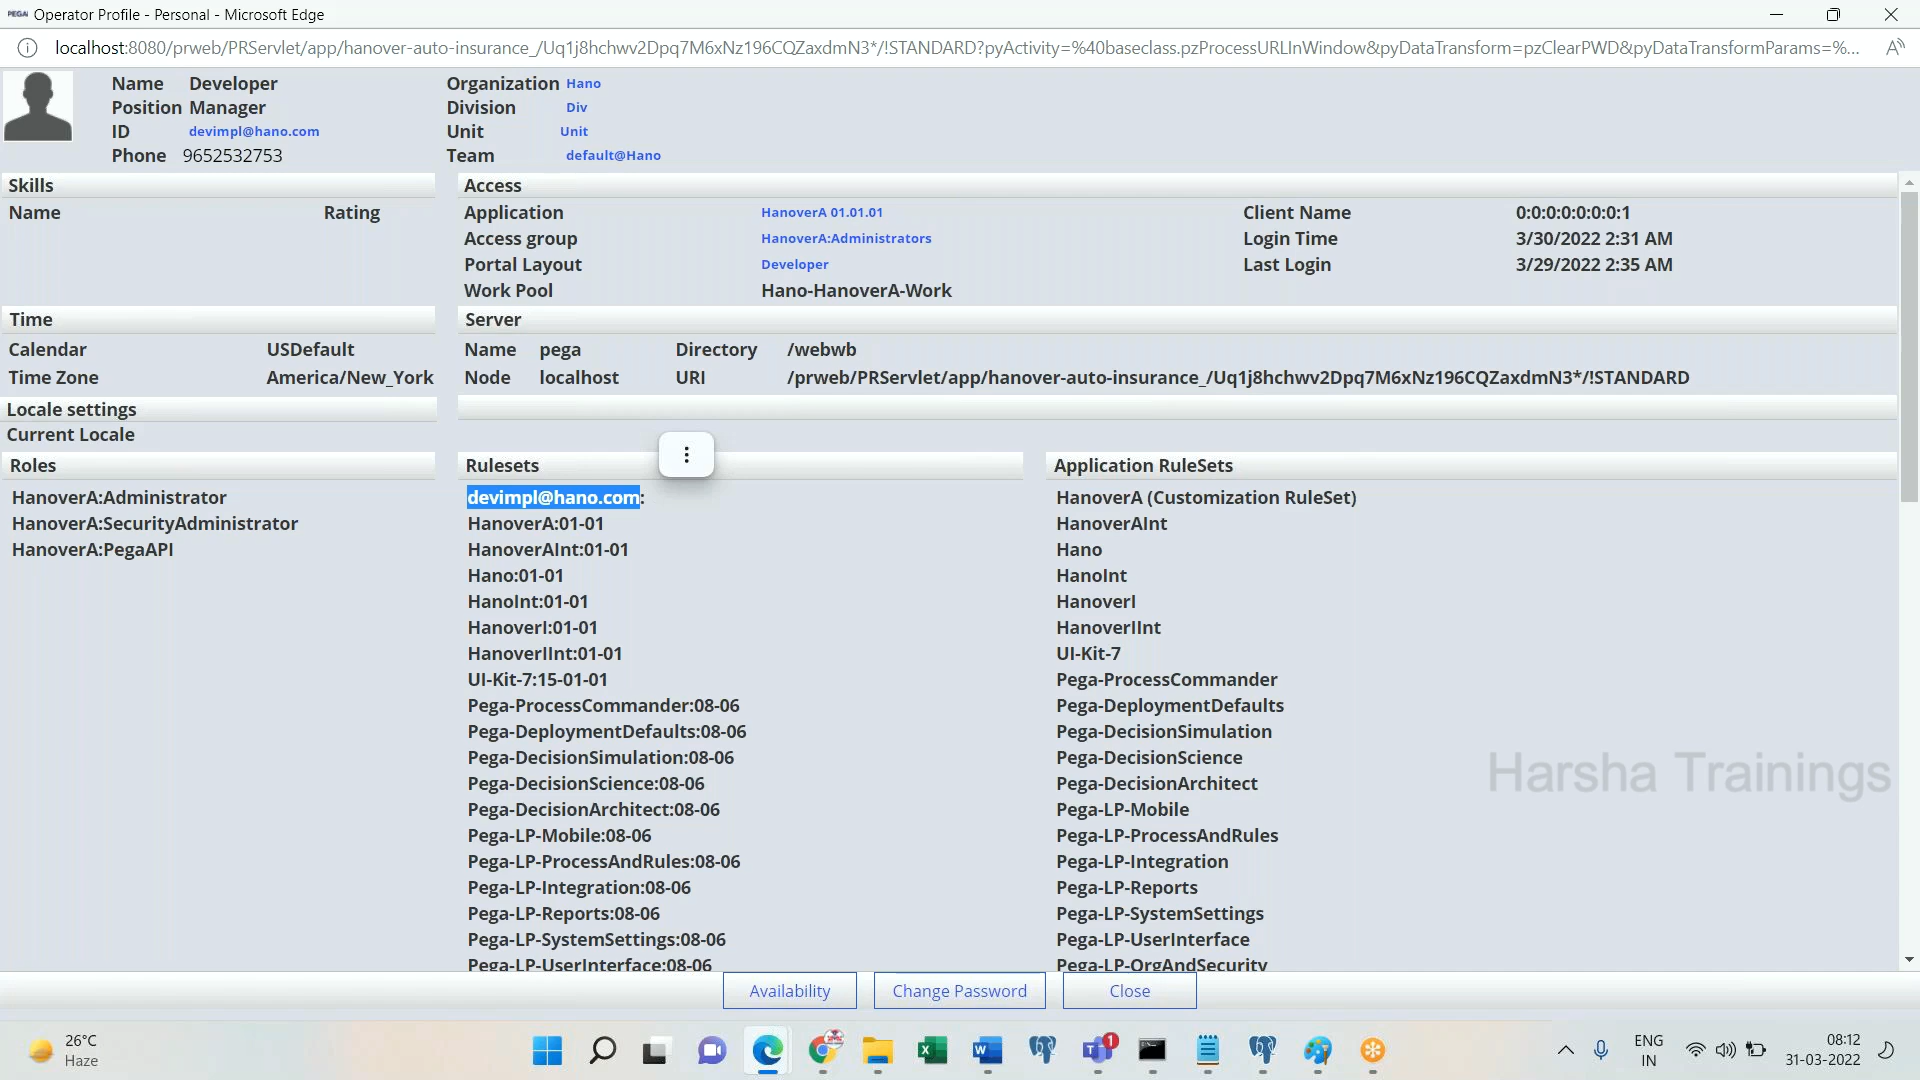 PEGA Operator Profile - Personal - Microsoft Edge
localhost:8080/prweb/PRServlet/app/hanover-auto-insurance_/Uq1j8hchwv2Dpq7M6xNz196CQZaxdmN3*/!STANDARD?pyActivity=%40baseclass.pzProcessURLInWindow&pyDataTransform=pzClearPWD&pyDataTransformParams=%...
Name Developer
Position Manager
ID devimpl@hano.com
Phone 9652532753
Organization Hano
Division Div
Unit Unit
Team default@Hano
Skills
Name Rating
Access
Application HanoverA 01.01.01
Access group HanoverA:Administrators
Portal Layout Developer
Work Pool Hano-HanoverA-Work
Client Name 0:0:0:0:0:0:0:1
Login Time 3/30/2022 2:31 AM
Last Login 3/29/2022 2:35 AM
Time
Calendar USDefault
Time Zone America/New_York
Server
Name pega Directory /webwb
Node localhost URI /prweb/PRServlet/app/hanover-auto-insurance_/Uq1j8hchwv2Dpq7M6xNz196CQZaxdmN3*/!STANDARD
Locale settings
Current Locale
Roles
HanoverA:Administrator
HanoverA:SecurityAdministrator
HanoverA:PegaAPI
Rulesets
devimpl@hano.com:
HanoverA:01-01
HanoverAInt:01-01
Hano:01-01
HanoInt:01-01
HanoverI:01-01
HanoverIInt:01-01
UI-Kit-7:15-01-01
Pega-ProcessCommander:08-06
Pega-DeploymentDefaults:08-06
Pega-DecisionSimulation:08-06
Pega-DecisionScience:08-06
Pega-DecisionArchitect:08-06
Pega-LP-Mobile:08-06
Pega-LP-ProcessAndRules:08-06
Pega-LP-Integration:08-06
Pega-LP-Reports:08-06
Pega-LP-SystemSettings:08-06
Pega-LP-UserInterface:08-06
Application RuleSets
HanoverA (Customization RuleSet)
HanoverAInt
Hano
HanoInt
HanoverI
HanoverIInt
UI-Kit-7
Pega-ProcessCommander
Pega-DeploymentDefaults
Pega-DecisionSimulation
Pega-DecisionScience
Pega-DecisionArchitect
Pega-LP-Mobile
Pega-LP-ProcessAndRules
Pega-LP-Integration
Pega-LP-Reports
Pega-LP-SystemSettings
Pega-LP-UserInterface
Pega-LP-OrgAndSecurity
Harsha Trainings
Availability Change Password Close
26°C
Haze
1
ENG
IN
08:12
31-03-2022